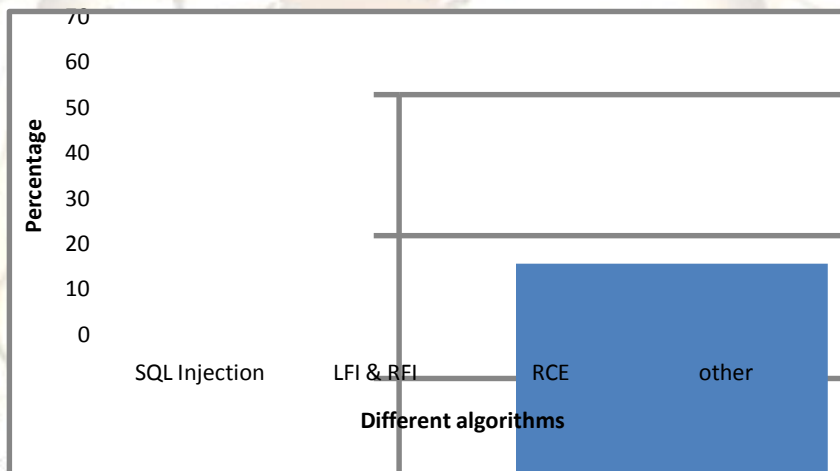 70
60
50
40
30
20
10
0
Percentage
SQL Injection LFI & RFI RCE other
Different algorithms